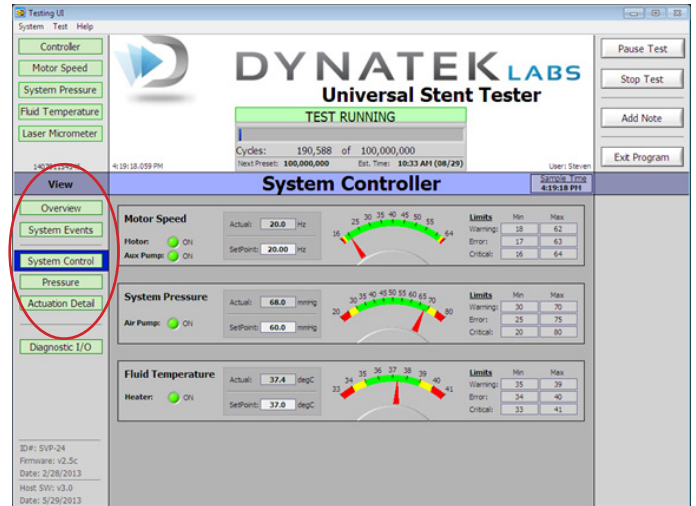 Testing UI
System Test Help
Controller
Motor Speed
System Pressure
Fluid Temperature
Laser Micrometer
4:19:18.059 PM
DYNATEK LABS
Universal Stent Tester
TEST RUNNING
Cycles: 190,588 of 100,000,000
Next Preset: 100,000,000 Est. Time: 10:33 AM (08/29)
User: Steven
Pause Test
Stop Test
Add Note
Exit Program
View
System Controller
Sample Time
4:19:18 PM
Overview
System Events
System Control
Pressure
Actuation Detail
Diagnostic I/O
Motor Speed
Motor: ON
Aux Pump: ON
Actual: 20.0 Hz
SetPoint: 20.00 Hz
16 25 30 35 40 45 50 55 64
Limits Min Max
Warning: 18 62
Error: 17 63
Critical: 16 64
System Pressure
Air Pump: ON
Actual: 68.0 mmHg
SetPoint: 60.0 mmHg
20 30 35 40 45 50 55 60 65 70 80
Limits Min Max
Warning: 30 70
Error: 25 75
Critical: 20 80
Fluid Temperature
Heater: ON
Actual: 37.4 degC
SetPoint: 37.0 degC
33 34 35 36 37 38 39 40 41
Limits Min Max
Warning: 35 39
Error: 34 40
Critical: 33 41
ID#: SVP-24
Firmware: v2.5c
Date: 2/28/2013
Host SW: v3.0
Date: 5/29/2013